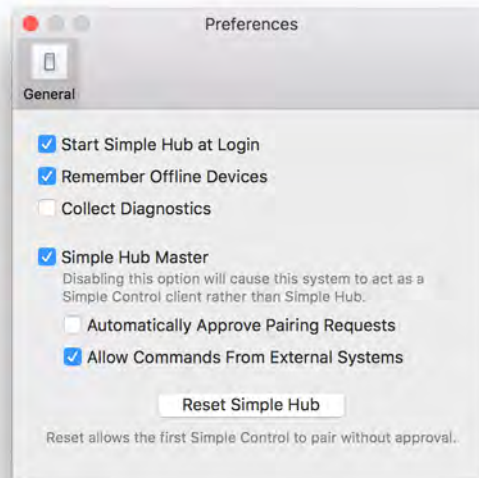 Preferences
General
Start Simple Hub at Login
Remember Offline Devices
Collect Diagnostics
Simple Hub Master
Disabling this option will cause this system to act as a
Simple Control client rather than Simple Hub.
Automatically Approve Pairing Requests
Allow Commands From External Systems
Reset Simple Hub
Reset allows the first Simple Control to pair without approval.